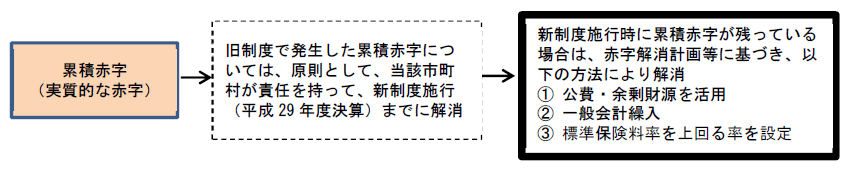 累積赤字
（実質的な赤字）
旧制度で発生した累積赤字につ
いては、原則として、当該市町
村が責任を持って、新制度施行
（平成 29 年度決算）までに解消
新制度施行時に累積赤字が残っている
場合は、赤字解消計画等に基づき、以
下の方法により解消
① 公費・余剰財源を活用
② 一般会計繰入
③ 標準保険料率を上回る率を設定